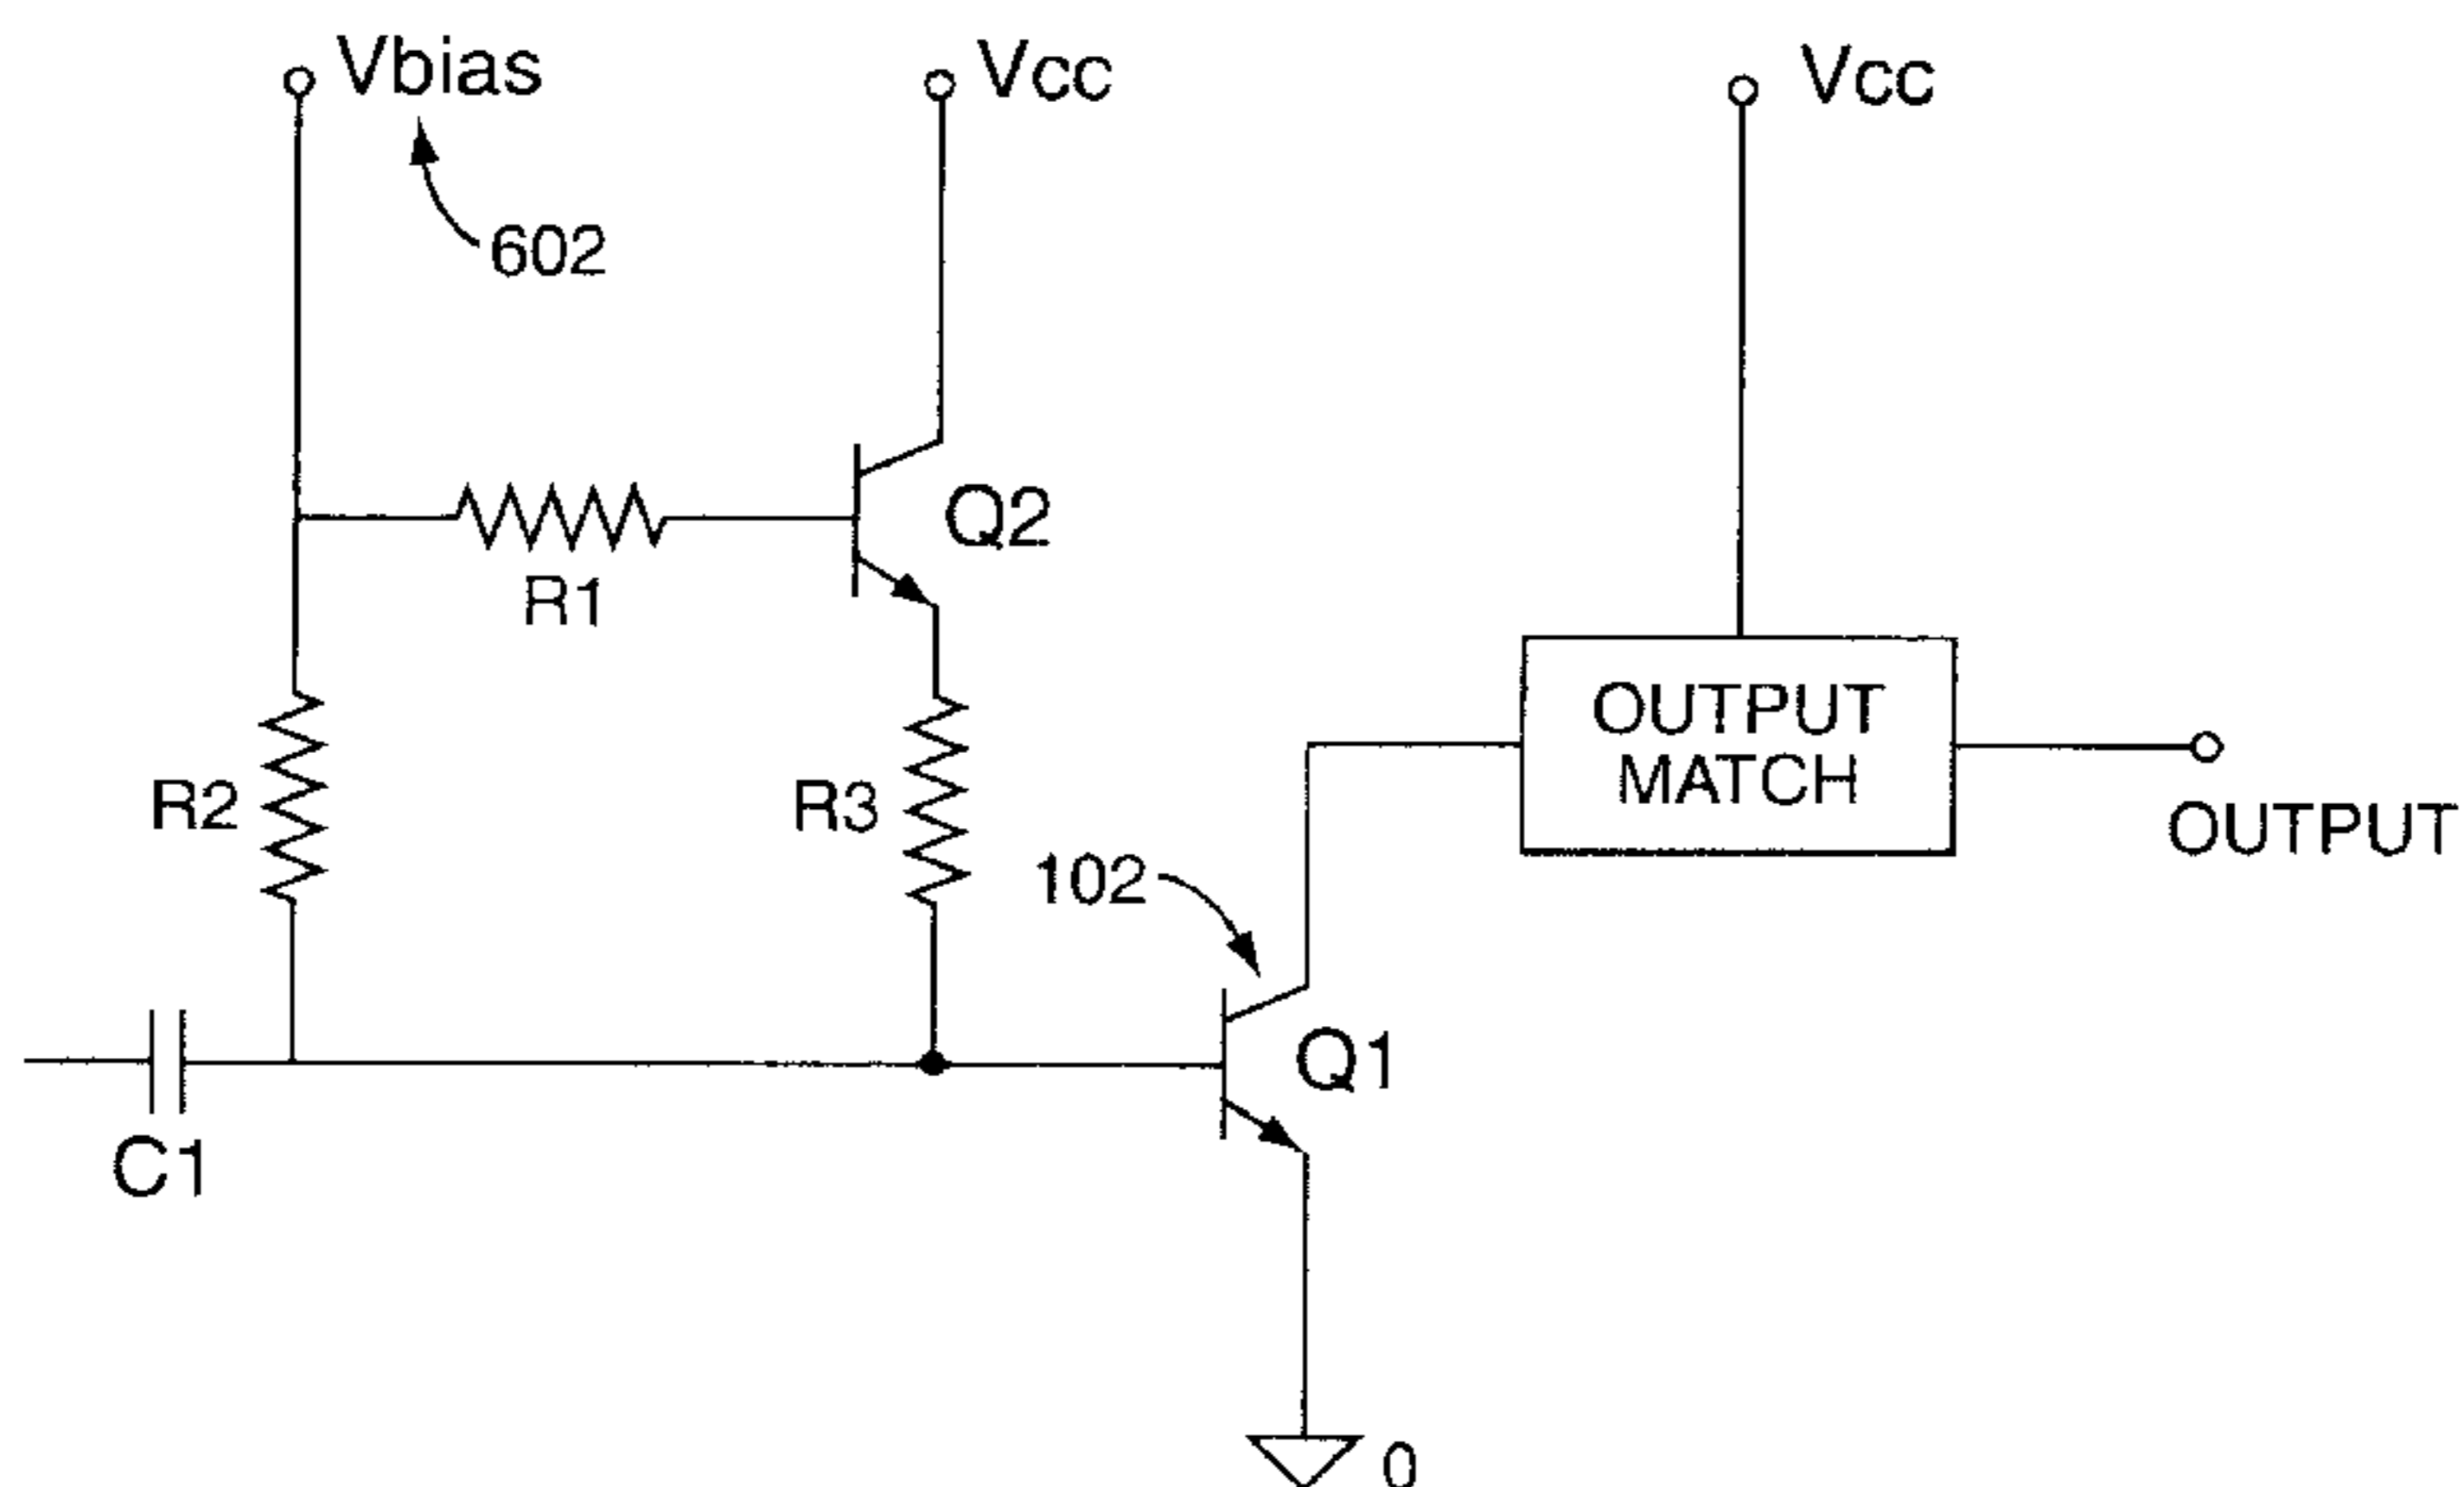 Vbias
Vcc
Vcc
602
Q2
R1
OUTPUT
MATCH
R2
R3
OUTPUT
102
Q1
C1
0